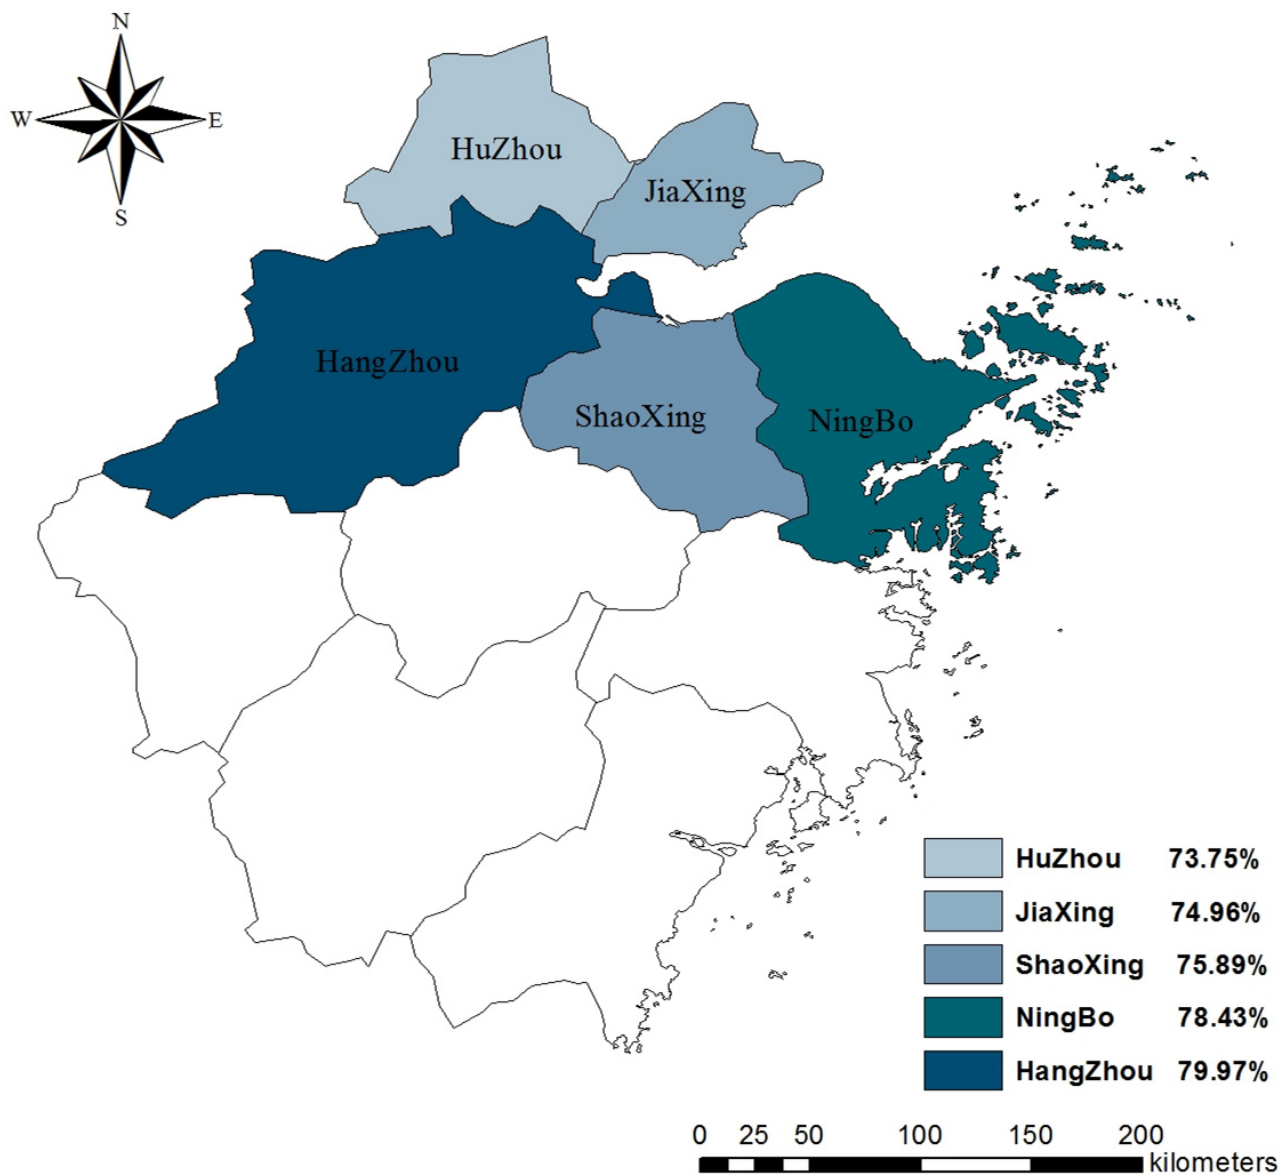 N
W E
S
HuZhou
JiaXing
HangZhou
ShaoXing
NingBo
HuZhou 73.75%
JiaXing 74.96%
ShaoXing 75.89%
NingBo 78.43%
HangZhou 79.97%
0 25 50 100 150 200
kilometers